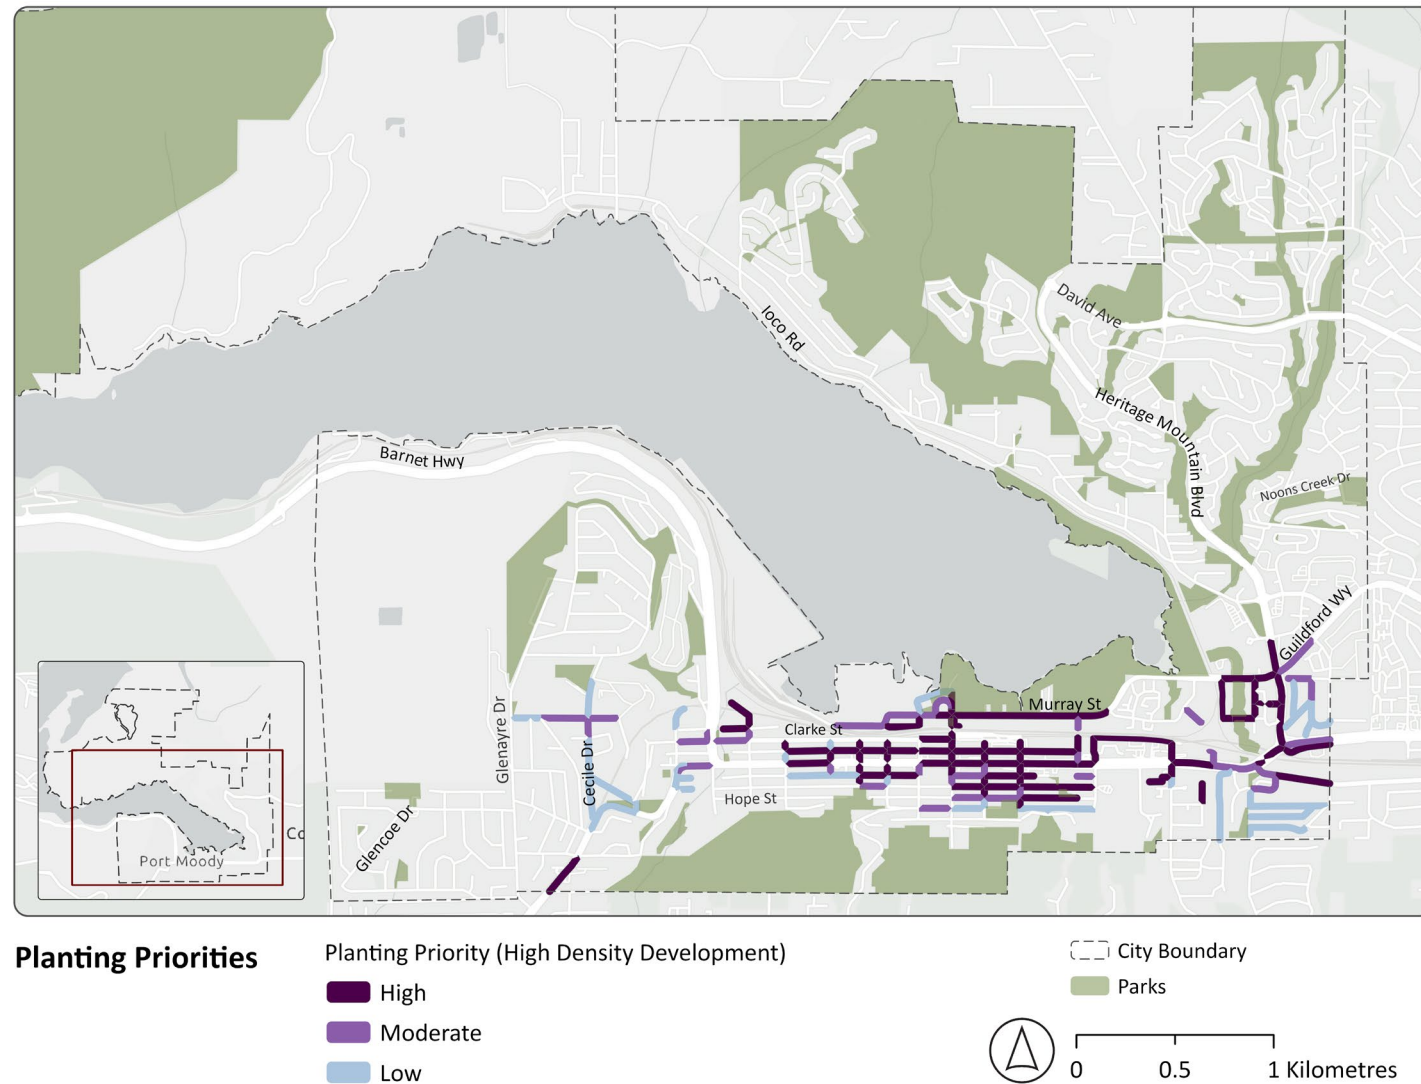 David Ave
Ioco Rd
Heritage Mountain Blvd
Barnet Hwy
Noons Creek Dr
Guildford Wy
Murray St
Clarke St
Glenayre Dr
Cecile Dr
Hope St
Glencoe Dr
Co
Port Moody
Planting Priorities
Planting Priority (High Density Development)
High
Moderate
Low
City Boundary
Parks
0 0.5 1 Kilometres